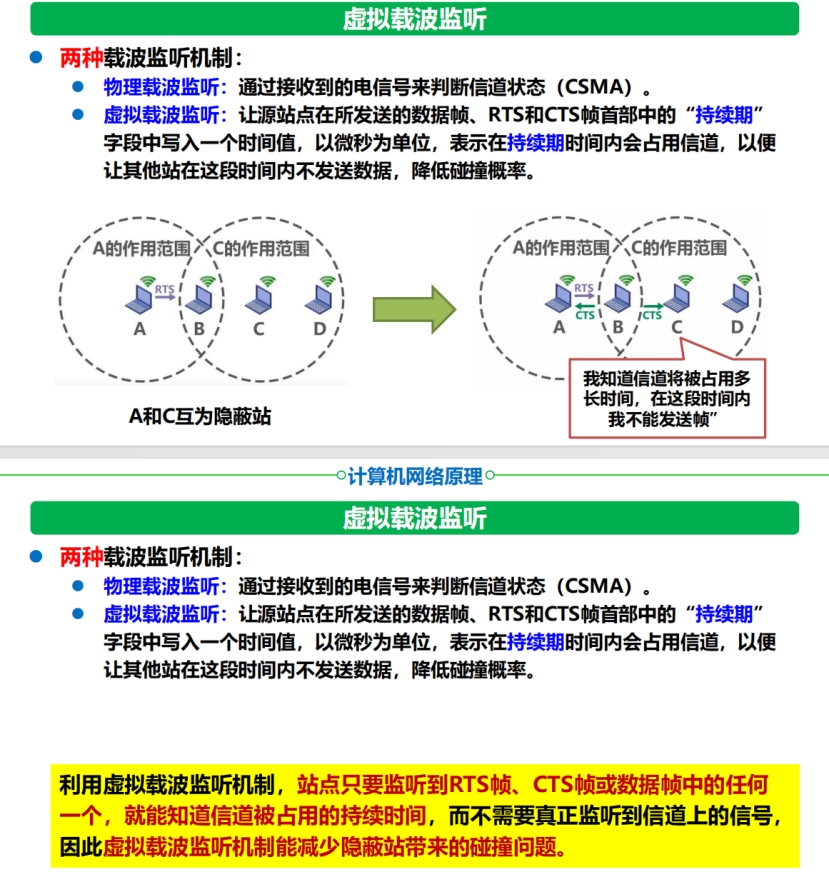 虚拟载波监听
两种载波监听机制：
物理载波监听：通过接收到的电信号来判断信道状态（CSMA）。
虚拟载波监听：让源站点在所发送的数据帧、RTS和CTS帧首部中的“持续期”
字段中写入一个时间值，以微秒为单位，表示在持续期时间内会占用信道，以便
让其他站在这段时间内不发送数据，降低碰撞概率。
A的作用范围 C的作用范围
RTS
A B C D
A和C互为隐蔽站
A的作用范围 C的作用范围
RTS
CTS CTS
A B C D
我知道信道将被占用多
长时间，在这段时间内
我不能发送帧”
计算机网络原理
虚拟载波监听
两种载波监听机制：
物理载波监听：通过接收到的电信号来判断信道状态（CSMA）。
虚拟载波监听：让源站点在所发送的数据帧、RTS和CTS帧首部中的“持续期”
字段中写入一个时间值，以微秒为单位，表示在持续期时间内会占用信道，以便
让其他站在这段时间内不发送数据，降低碰撞概率。
利用虚拟载波监听机制，站点只要监听到RTS帧、CTS帧或数据帧中的任何
一个，就能知道信道被占用的持续时间，而不需要真正监听到信道上的信号，
因此虚拟载波监听机制能减少隐蔽站带来的碰撞问题。